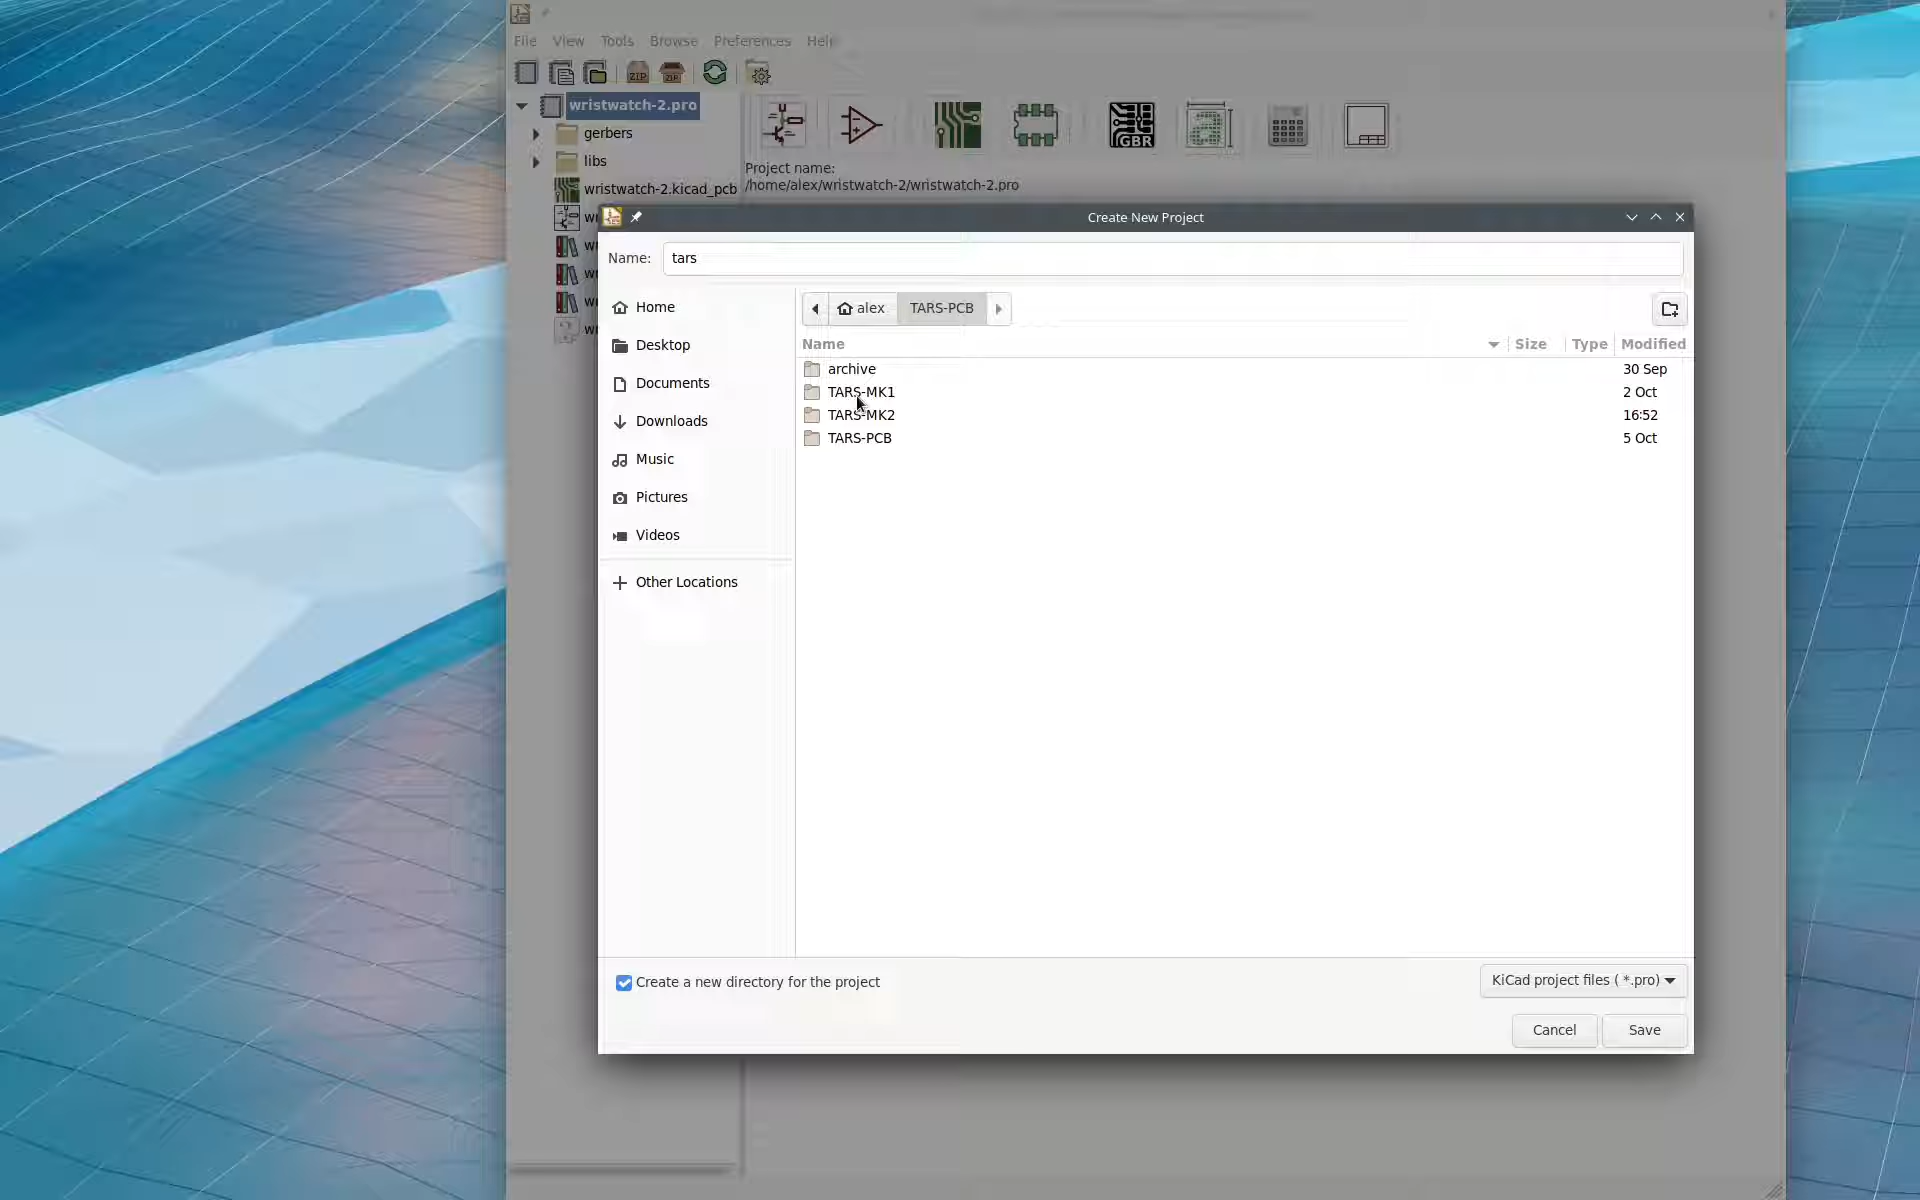 File View Tools Browse Preferences Help
ZIP ZIP
wristwatch-2.pro
gerbers
libs
wristwatch-2.kicad_pcb
GBR
Project name:
/home/alex/wristwatch-2/wristwatch-2.pro
Create New Project
Name: tars
Home
Desktop
Documents
Downloads
Music
Pictures
Videos
Other Locations
alex TARS-PCB
Name Size Type Modified
archive 30 Sep
TARS-MK1 2 Oct
TARS-MK2 16:52
TARS-PCB 5 Oct
Create a new directory for the project
KiCad project files ( *.pro)
Cancel Save